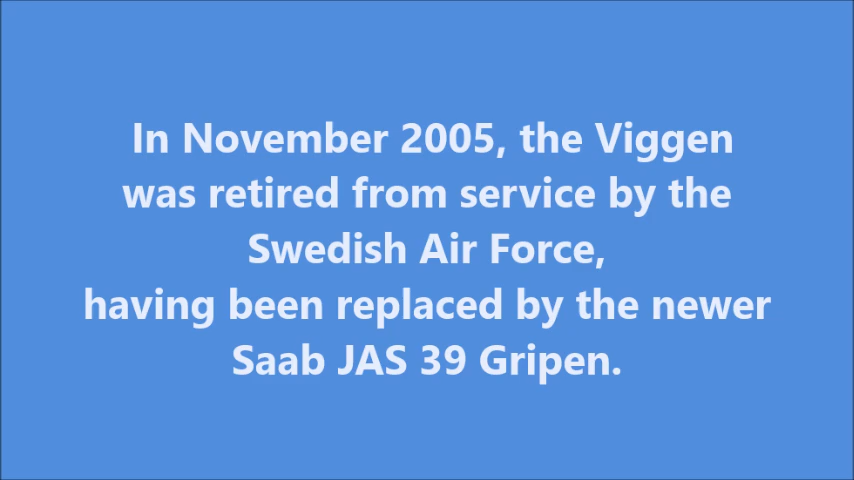 In November 2005, the Viggen
was retired from service by the
Swedish Air Force,
having been replaced by the newer
Saab JAS 39 Gripen.